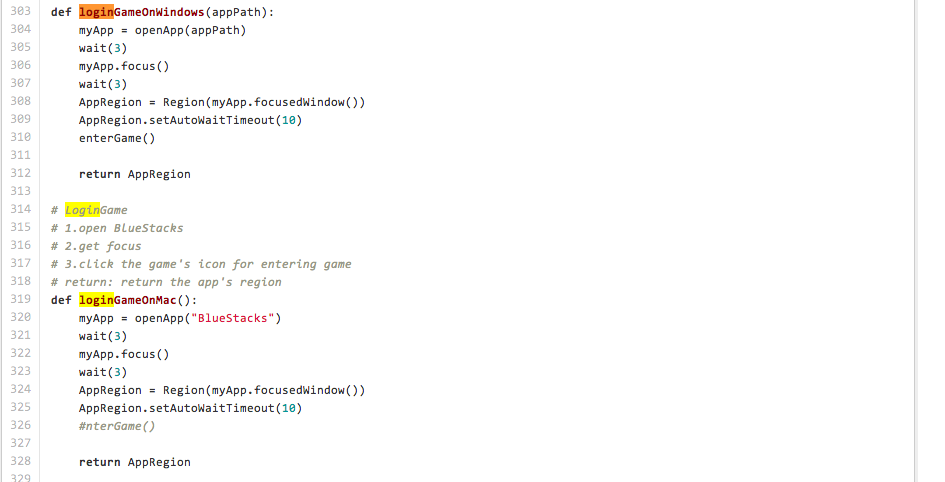 303 def loginGameOnWindows(appPath):
304 myApp = openApp(appPath)
305 wait(3)
306 myApp.focus()
307 wait(3)
308 AppRegion = Region(myApp.focusedWindow())
309 AppRegion.setAutoWaitTimeout(10)
310 enterGame()
311
312 return AppRegion
313
314 # LoginGame
315 # 1.open BlueStacks
316 # 2.get focus
317 # 3.click the game's icon for entering game
318 # return: return the app's region
319 def loginGameOnMac():
320 myApp = openApp("BlueStacks")
321 wait(3)
322 myApp.focus()
323 wait(3)
324 AppRegion = Region(myApp.focusedWindow())
325 AppRegion.setAutoWaitTimeout(10)
326 #nterGame()
327
328 return AppRegion
329